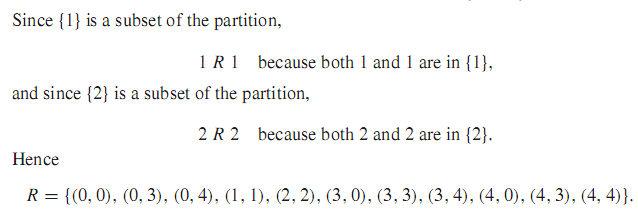 Since {1} is a subset of the partition,
1 R 1 because both 1 and 1 are in {1},
and since {2} is a subset of the partition,
2 R 2 because both 2 and 2 are in {2}.
Hence
R = {(0, 0), (0, 3), (0, 4), (1, 1), (2, 2), (3, 0), (3, 3), (3, 4), (4, 0), (4, 3), (4, 4)}.